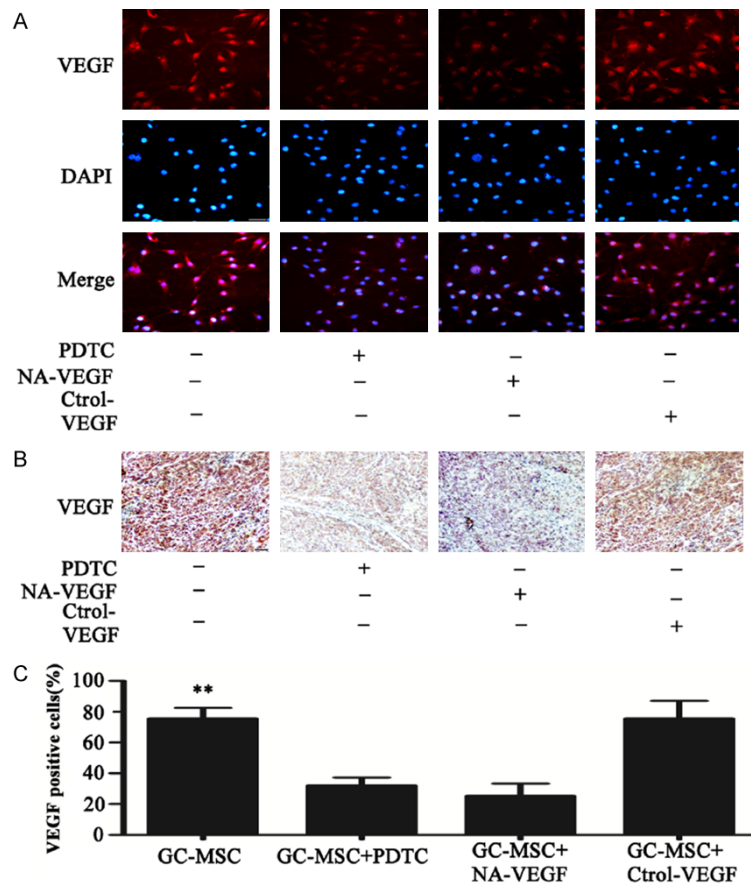 A
VEGF
DAPI
Merge
PDTC – + – –
NA-VEGF – – + –
Ctrol-
VEGF – – – +
B
VEGF
PDTC – + – –
NA-VEGF – – + –
Ctrol-
VEGF – – – +
C
VEGF positive cells(%)
100
80
60
40
20
0
**
GC-MSC
GC-MSC+PDTC
GC-MSC+
NA-VEGF
GC-MSC+
Ctrol-VEGF